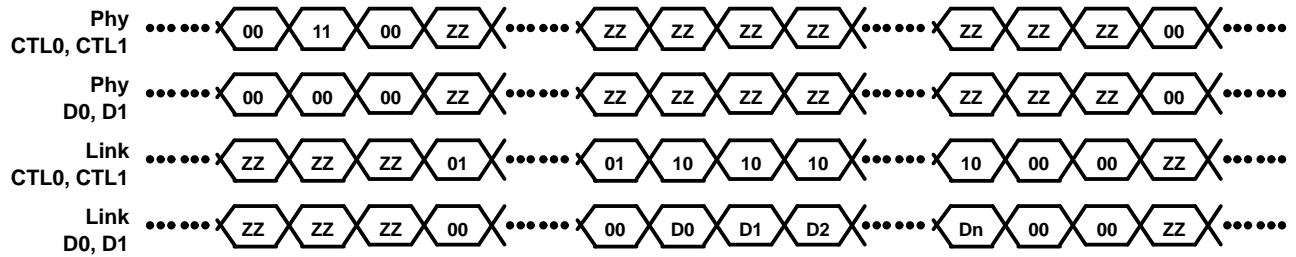 Phy
CTL0, CTL1 00 11 00 ZZ ZZ ZZ ZZ ZZ ZZ ZZ ZZ 00
Phy
D0, D1 00 00 00 ZZ ZZ ZZ ZZ ZZ ZZ ZZ ZZ 00
Link
CTL0, CTL1 ZZ ZZ ZZ 01 01 10 10 10 10 00 00 ZZ
Link
D0, D1 ZZ ZZ ZZ 00 00 D0 D1 D2 Dn 00 00 ZZ